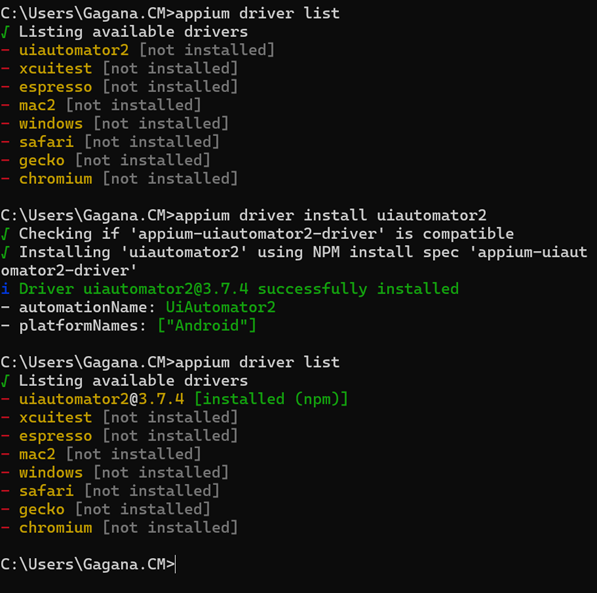 C:\Users\Gagana.CM>appium driver list
√ Listing available drivers
- uiautomator2 [not installed]
- xcuitest [not installed]
- espresso [not installed]
- mac2 [not installed]
- windows [not installed]
- safari [not installed]
- gecko [not installed]
- chromium [not installed]
C:\Users\Gagana.CM>appium driver install uiautomator2
√ Checking if 'appium-uiautomator2-driver' is compatible
√ Installing 'uiautomator2' using NPM install spec 'appium-uiaut
omator2-driver'
i Driver uiautomator2@3.7.4 successfully installed
- automationName: UiAutomator2
- platformNames: ["Android"]
C:\Users\Gagana.CM>appium driver list
√ Listing available drivers
- uiautomator2@3.7.4 [installed (npm)]
- xcuitest [not installed]
- espresso [not installed]
- mac2 [not installed]
- windows [not installed]
- safari [not installed]
- gecko [not installed]
- chromium [not installed]
C:\Users\Gagana.CM>